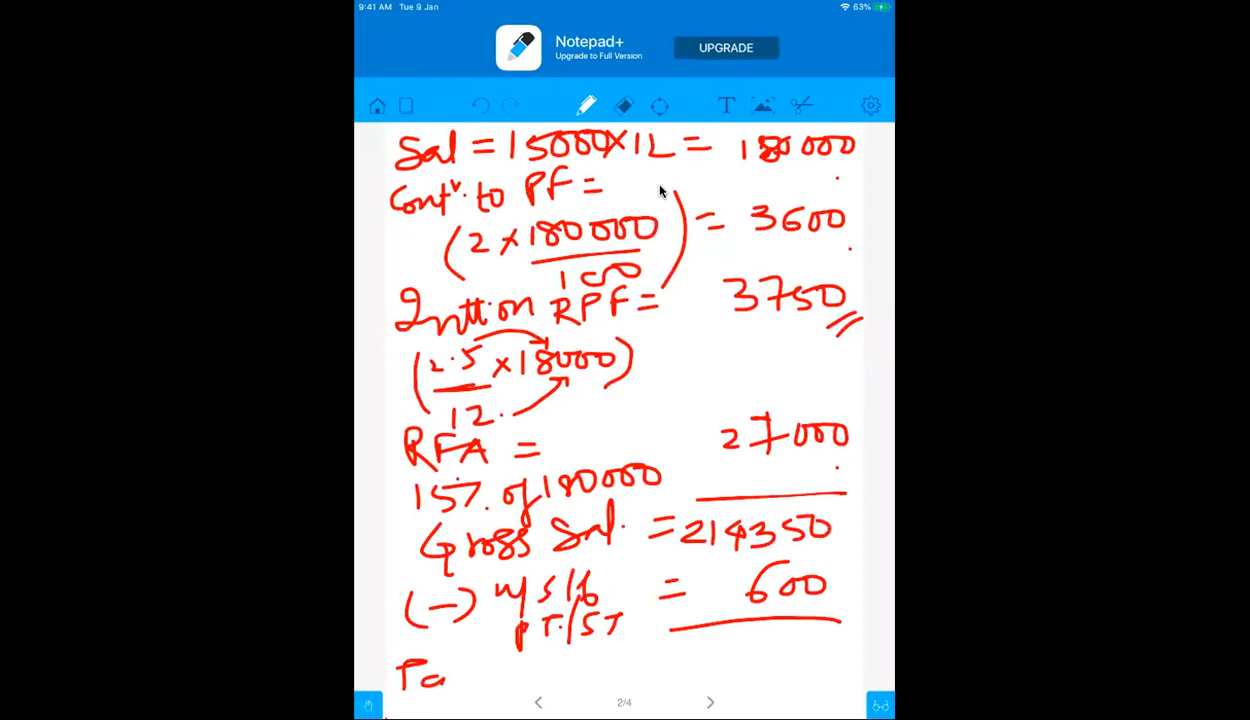 9:41 AM Tue 9 Jan 63%
Notepad+
Upgrade to Full Version
UPGRADE
T
Sal = 15000×12 = 180000
Cont. to PF =
(2 × 180000 / 100) = 3600
Intt on RPF = 3750
(2.5 / 12 × 18000)
RFA = 27000
15% of 180000
Gross Sal. = 214350
(-) u/s 16 = 600
PT./ST
Ta
2/4